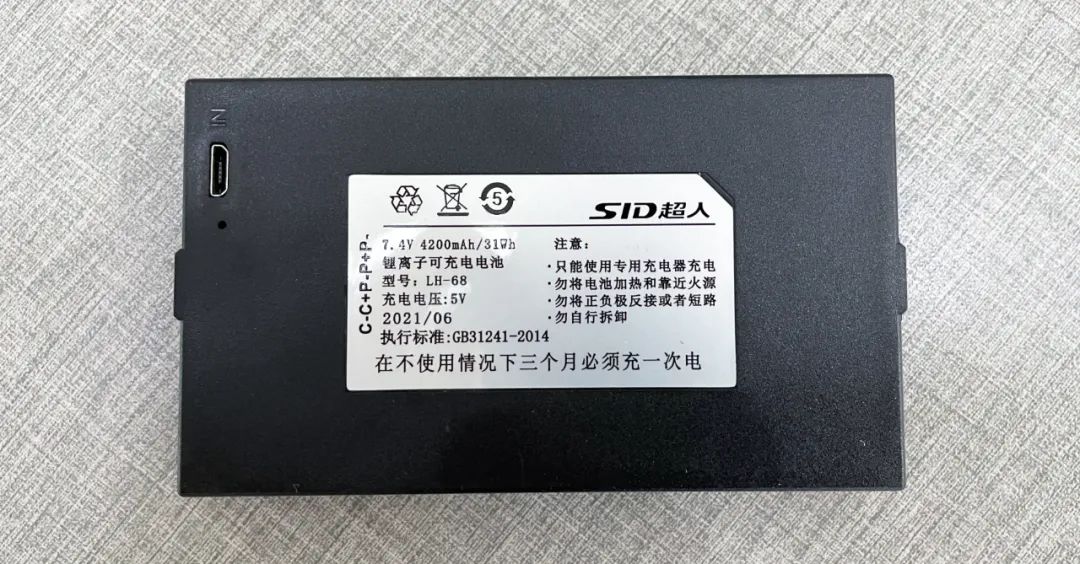 IN
5
SID超人
C-C+P-P+P-
7.4V 4200mAh/31Wh
锂离子可充电电池
型号: LH-68
充电电压:5V
2021/06
执行标准:GB31241-2014
注意:
·只能使用专用充电器充电
·勿将电池加热和靠近火源
·勿将正负极反接或者短路
·勿自行拆卸
在不使用情况下三个月必须充一次电